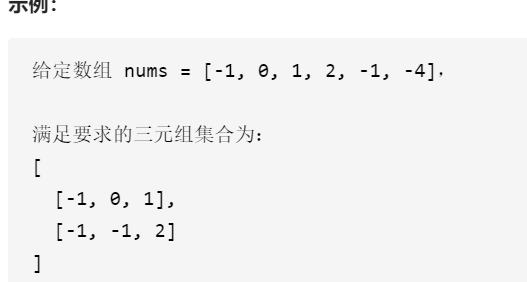 示例：
给定数组 nums = [-1, 0, 1, 2, -1, -4]，
满足要求的三元组集合为：
[
  [-1, 0, 1],
  [-1, -1, 2]
]